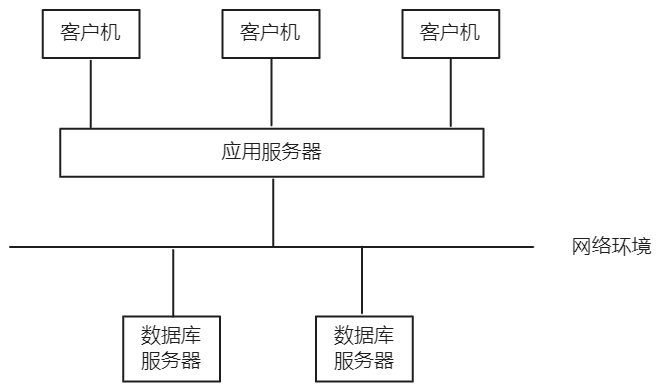 客户机
客户机
客户机
应用服务器
网络环境
数据库
服务器
数据库
服务器